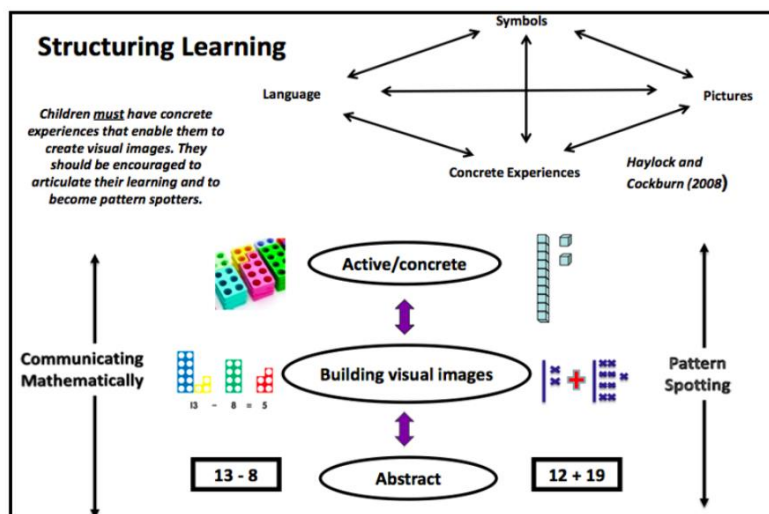 Structuring Learning
Symbols
Language
Pictures
Children must have concrete
experiences that enable them to
create visual images. They
should be encouraged to
articulate their learning and to
become pattern spotters.
Concrete Experiences
Haylock and
Cockburn (2008)
Active/concrete
Communicating
Mathematically
Building visual images
Pattern
Spotting
13 - 8 = 5
+
13 - 8
Abstract
12 + 19